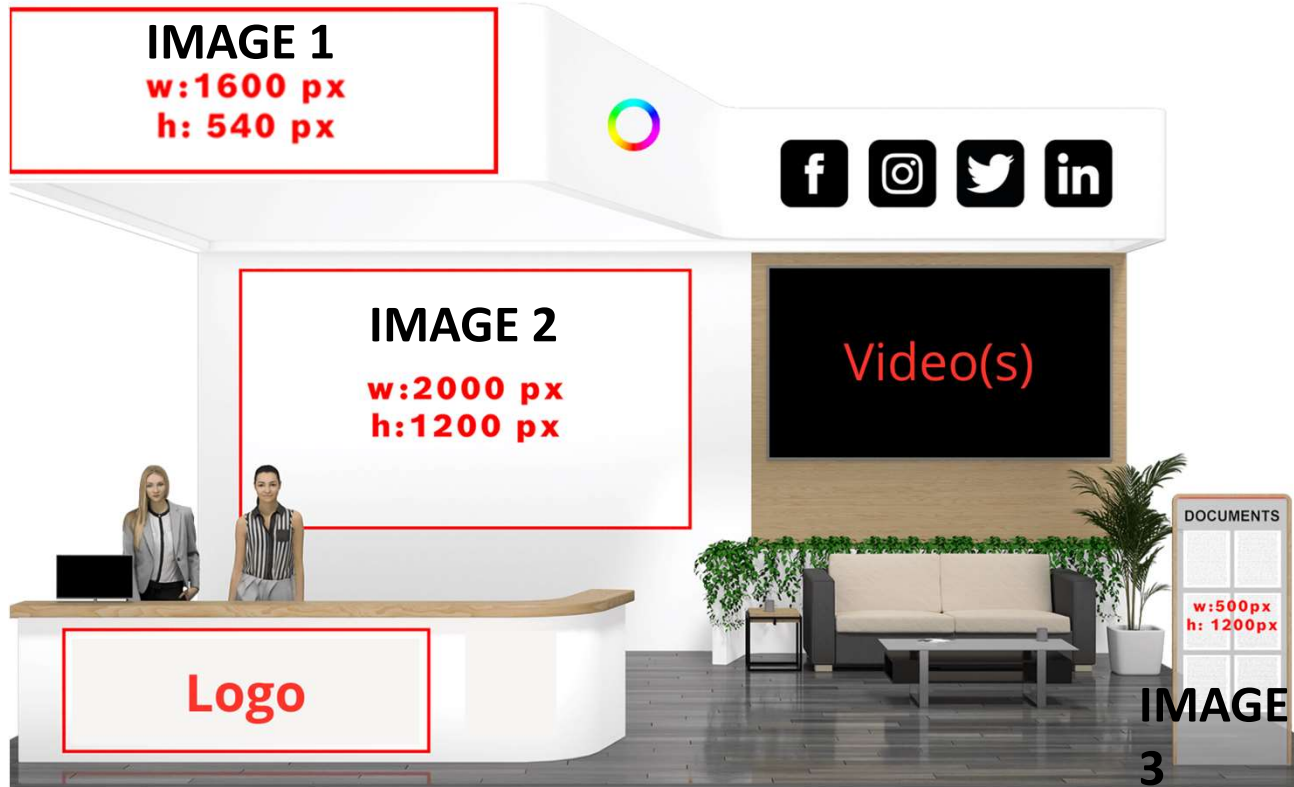 IMAGE 1
w:1600 px
h: 540 px
f
in
IMAGE 2
w:2000 px
h:1200 px
Video(s)
DOCUMENTS
w:500px
h: 1200px
Logo
IMAGE
3